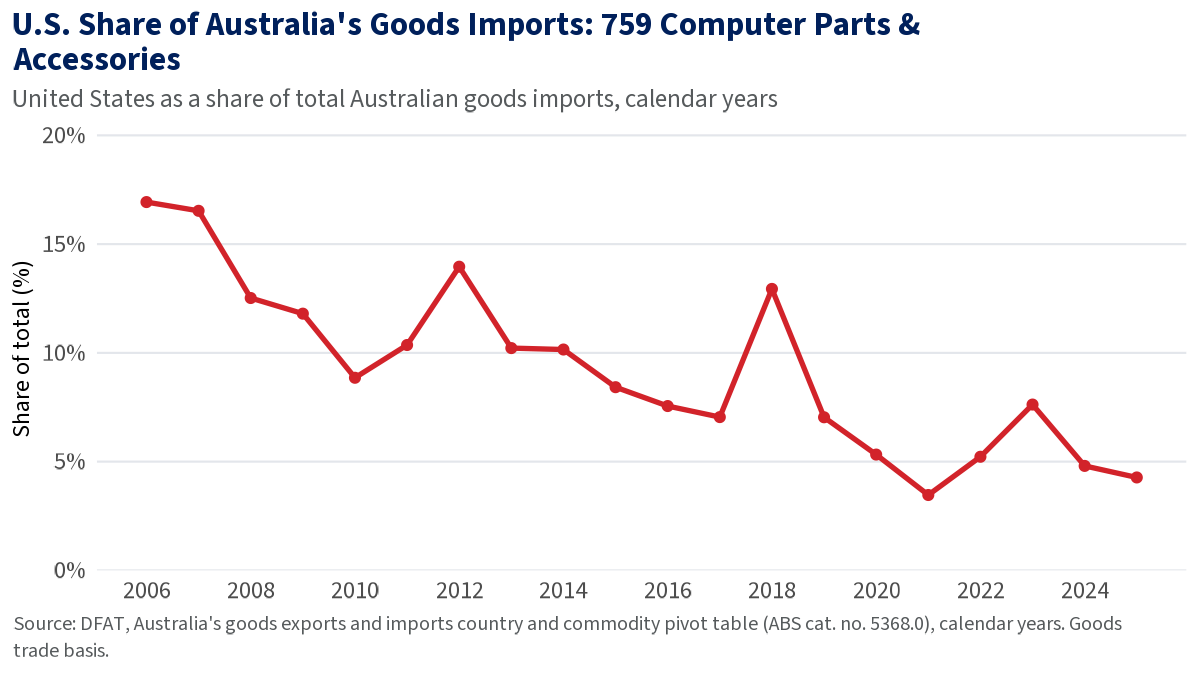 U.S. Share of Australia's Goods Imports: 759 Computer Parts &
Accessories
United States as a share of total Australian goods imports, calendar years
Share of total (%)
20%
15%
10%
5%
0%
2006 2008 2010 2012 2014 2016 2018 2020 2022 2024
Source: DFAT, Australia's goods exports and imports country and commodity pivot table (ABS cat. no. 5368.0), calendar years. Goods
trade basis.